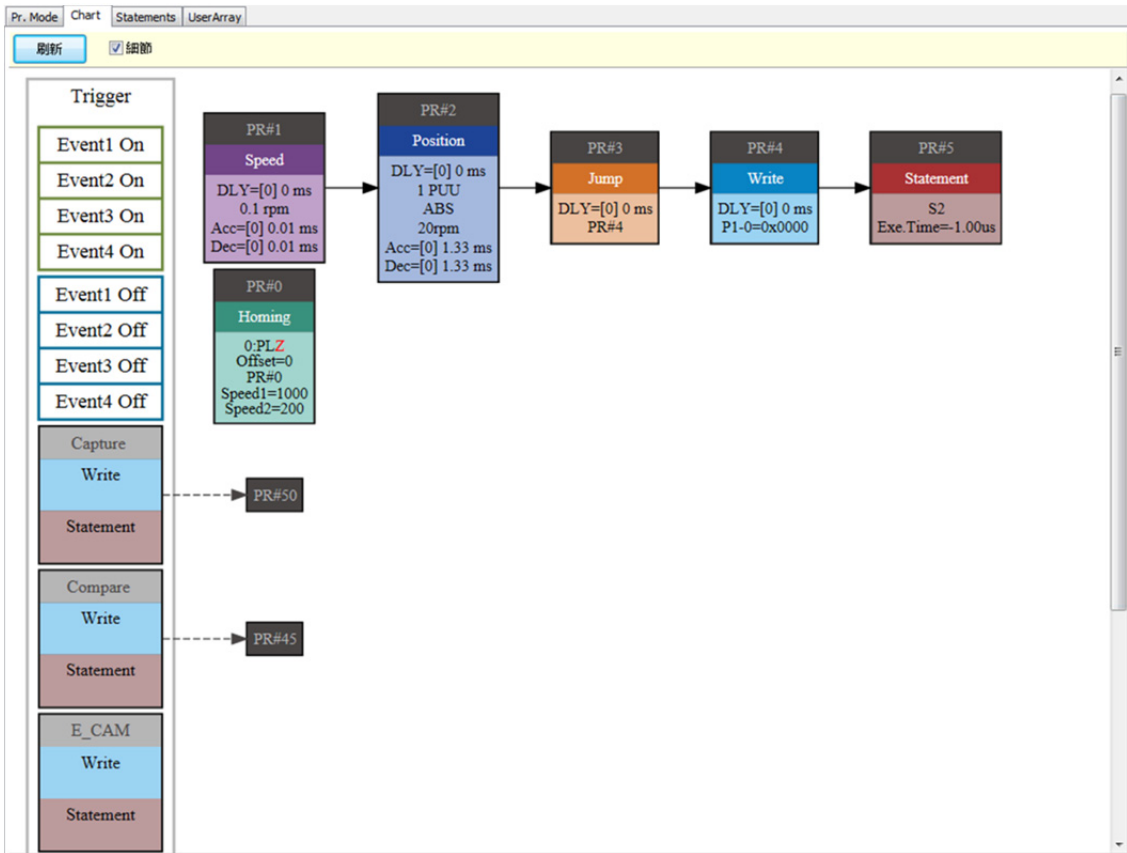 Pr. Mode
Chart
Statements
UserArray
刷新
細節
Trigger
Event1 On
Event2 On
Event3 On
Event4 On
Event1 Off
Event2 Off
Event3 Off
Event4 Off
Capture
Write
Statement
Compare
Write
Statement
E_CAM
Write
Statement
PR#1
Speed
DLY=[0] 0 ms
0.1 rpm
Acc=[0] 0.01 ms
Dec=[0] 0.01 ms
PR#2
Position
DLY=[0] 0 ms
1 PUU
ABS
20rpm
Acc=[0] 1.33 ms
Dec=[0] 1.33 ms
PR#3
Jump
DLY=[0] 0 ms
PR#4
PR#4
Write
DLY=[0] 0 ms
P1-0=0x0000
PR#5
Statement
S2
Exe.Time=-1.00us
PR#0
Homing
0:PLZ
Offset=0
PR#0
Speed1=1000
Speed2=200
PR#50
PR#45